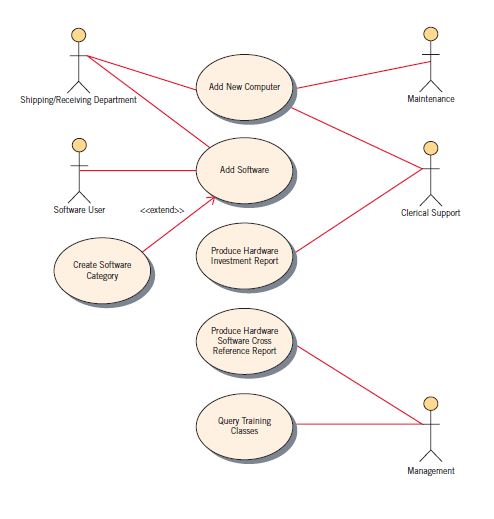 Add New Computer
Shipping/Receiving Department
Maintenance
Add Software
Software User
<<extend>>
Clerical Support
Create Software
Category
Produce Hardware
Investment Report
Produce Hardware
Software Cross
Reference Report
Query Training
Classes
Management